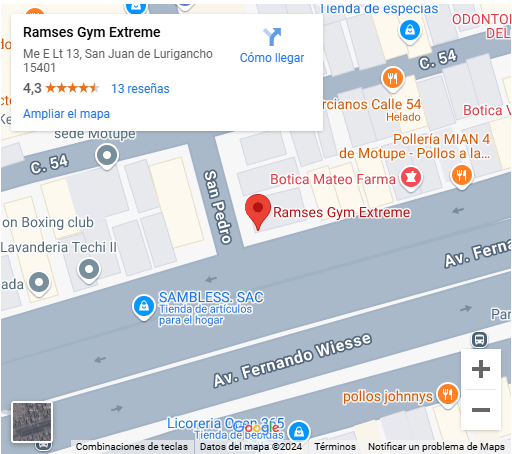 Ramses Gym Extreme
Me E Lt 13, San Juan de Lurigancho
15401
4,3
13 reseñas
Ampliar el mapa
Cómo llegar
Tienda de especias
ODONTO
DEL
C. 54
rcianos Calle 54
Helado
Botica V
Pollería MIAN 4
de Motupe - Pollos a la...
sede Motupe
C. 54
San Pedro
Botica Mateo Farma
Ramses Gym Extreme
on Boxing club
Lavanderia Techi II
ada
Av. Ferna
SAMBLESS. SAC
Tienda de artículos
para el hogar
Par
Av. Fernando Wiesse
pollos johnnys
Licoreria Open 365
Tienda de bebidas
Google
Combinaciones de teclas
Datos del mapa ©2024
Términos
Notificar un problema de Maps